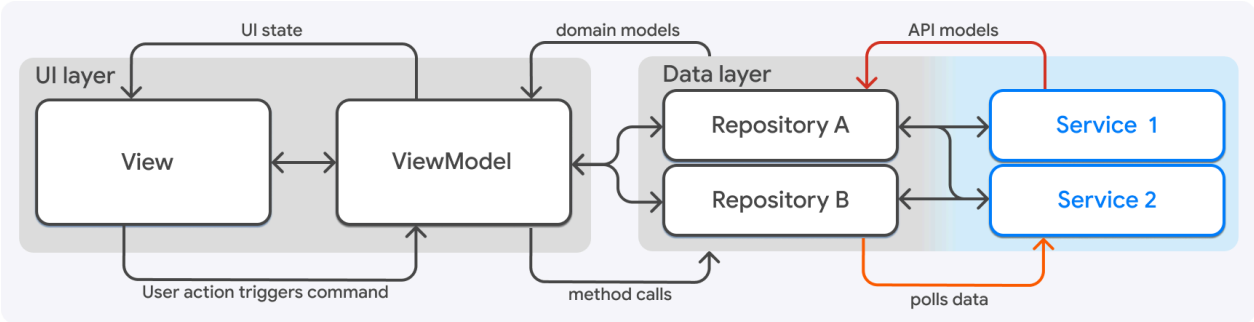 UI state
domain models
API models
UI layer
Data layer
View
ViewModel
Repository A
Service 1
Repository B
Service 2
User action triggers command
method calls
polls data